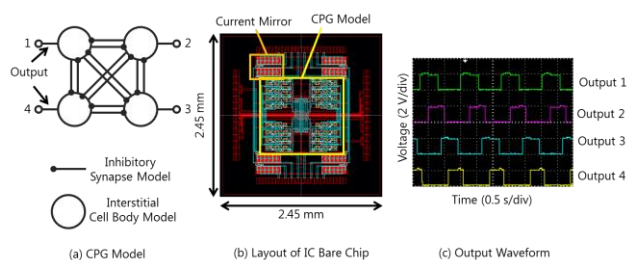 1
2
Output
4
3
Inhibitory
Synapse Model
Interstitial
Cell Body Model
(a) CPG Model
Current Mirror
CPG Model
2.45 mm
2.45 mm
(b) Layout of IC Bare Chip
Voltage (2 V/div)
Output 1
Output 2
Output 3
Output 4
Time (0.5 s/div)
(c) Output Waveform